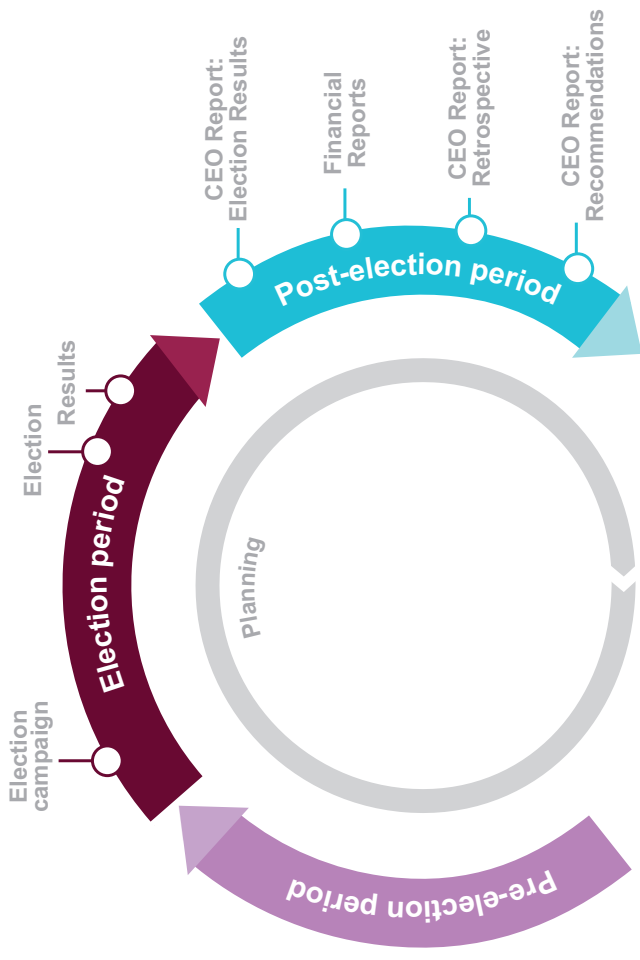 Pre-election period
Election
campaign
Election period
Election
Results
Planning
Post-election period
CEO Report:
Election Results
Financial
Reports
CEO Report:
Retrospective
CEO Report:
Recommendations